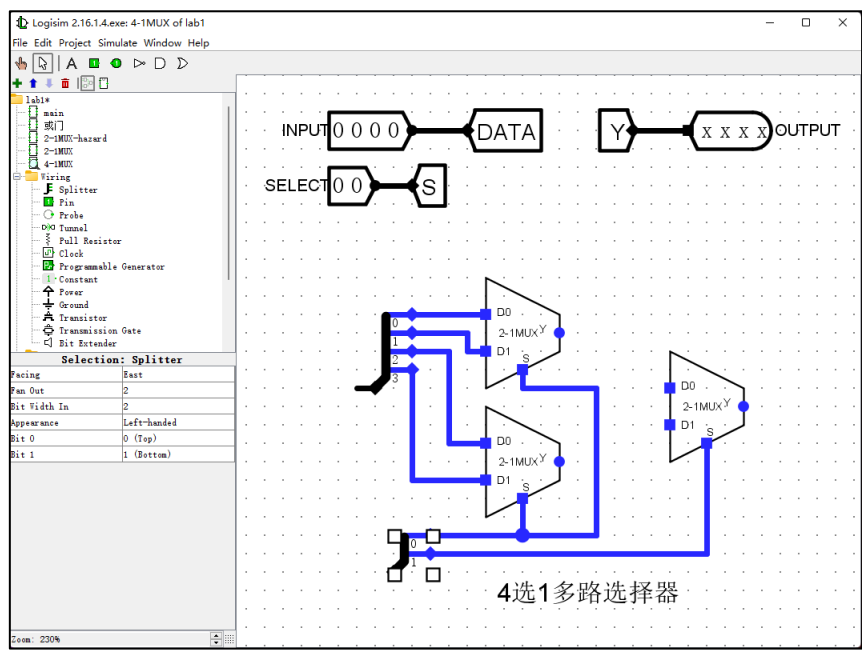 Logisim 2.16.1.4.exe: 4-1MUX of lab1
File Edit Project Simulate Window Help
A
lab1*
main
或门
2-1MUX-hazard
2-1MUX
4-1MUX
Wiring
Splitter
Pin
Probe
Tunnel
Pull Resistor
Clock
Programmable Generator
Constant
Power
Ground
Transistor
Transmission Gate
Bit Extender
Selection: Splitter
Facing East
Fan Out 2
Bit Width In 2
Appearance Left-handed
Bit 0 0 (Top)
Bit 1 1 (Bottom)
Zoom: 230%
INPUT 0 0 0 0 DATA Y x x x x OUTPUT
SELECT 0 0 S
0
1
2
3
D0
2-1MUX Y
D1
S
D0
2-1MUX Y
D1
S
D0
2-1MUX Y
D1
S
0
1
4选1多路选择器